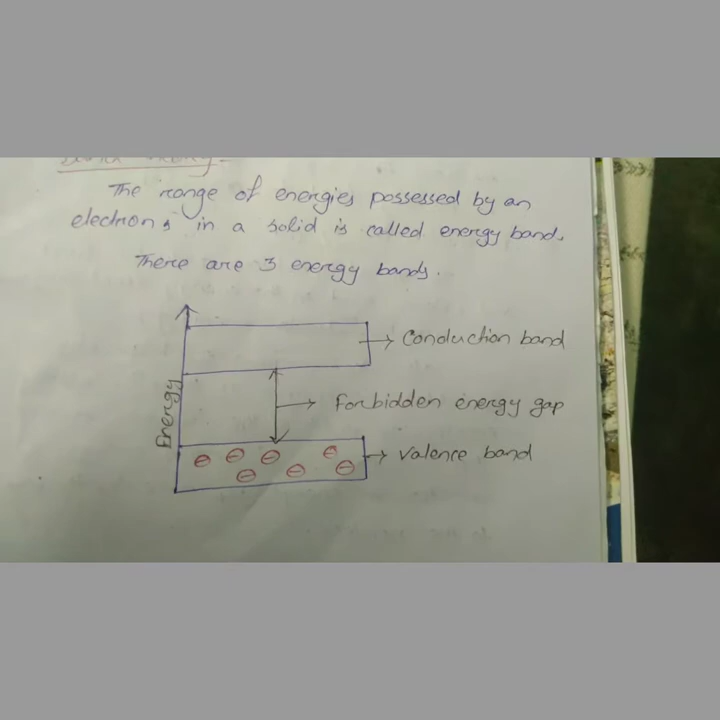 The range of energies possessed by an
electrons in a solid is called energy band.
There are 3 energy bands.
Conduction band
Forbidden energy gap
Energy
Valence band